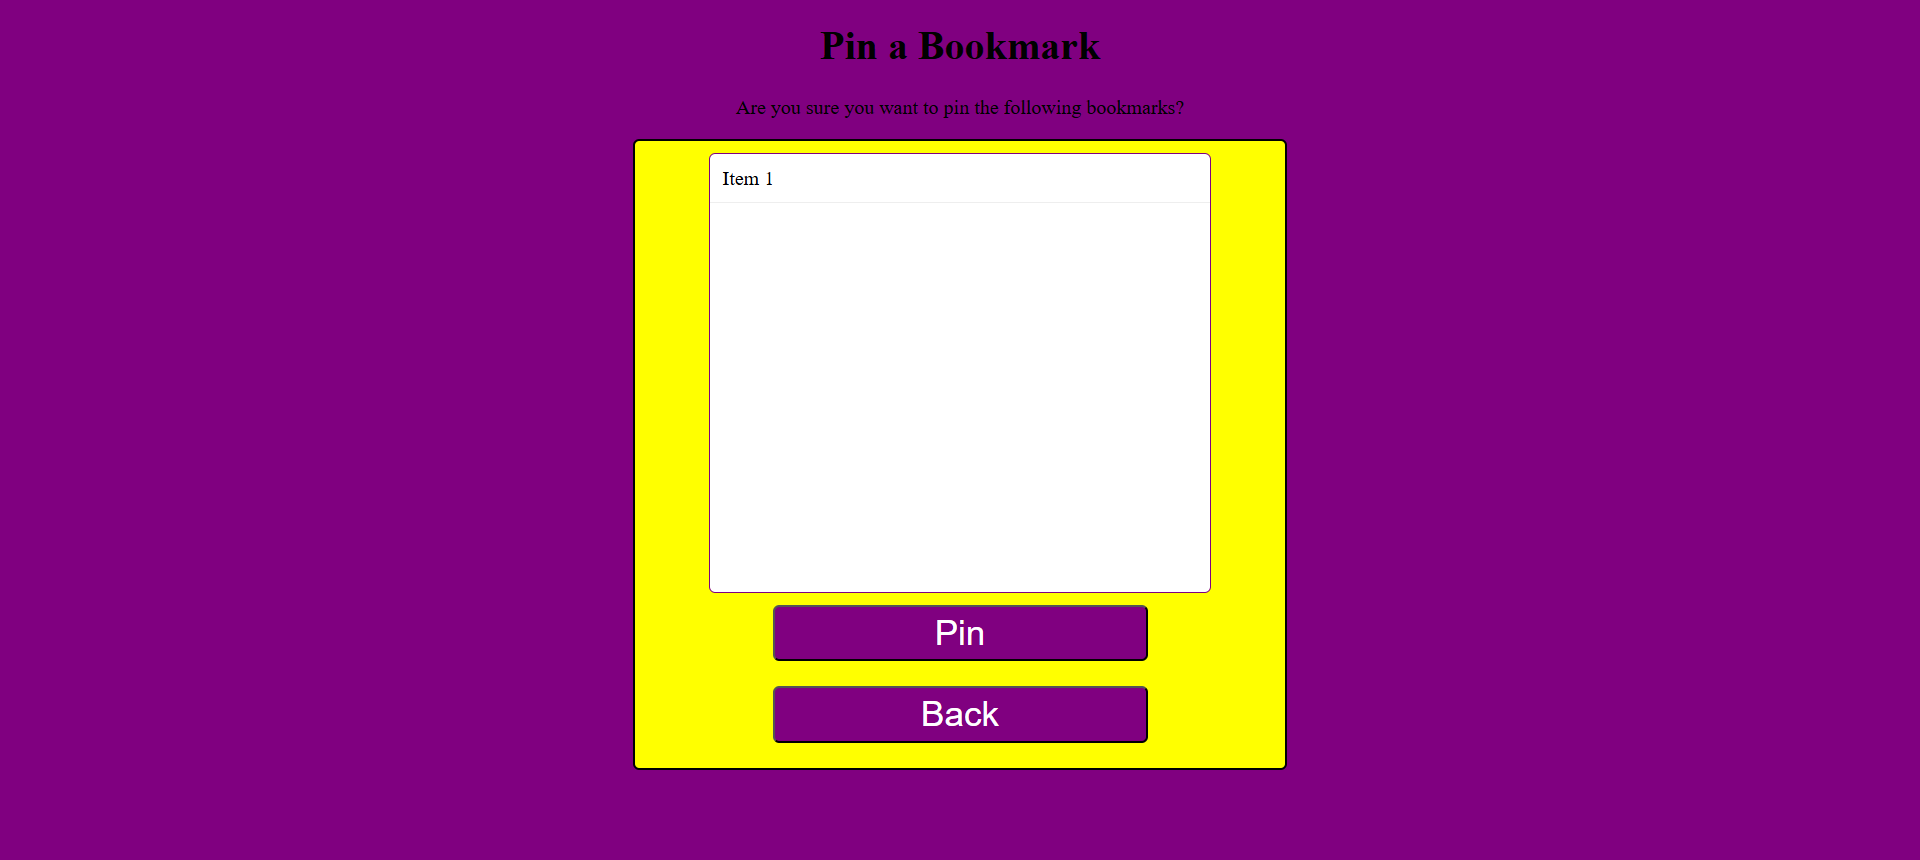 Pin a Bookmark
Are you sure you want to pin the following bookmarks?
Item 1
Pin
Back